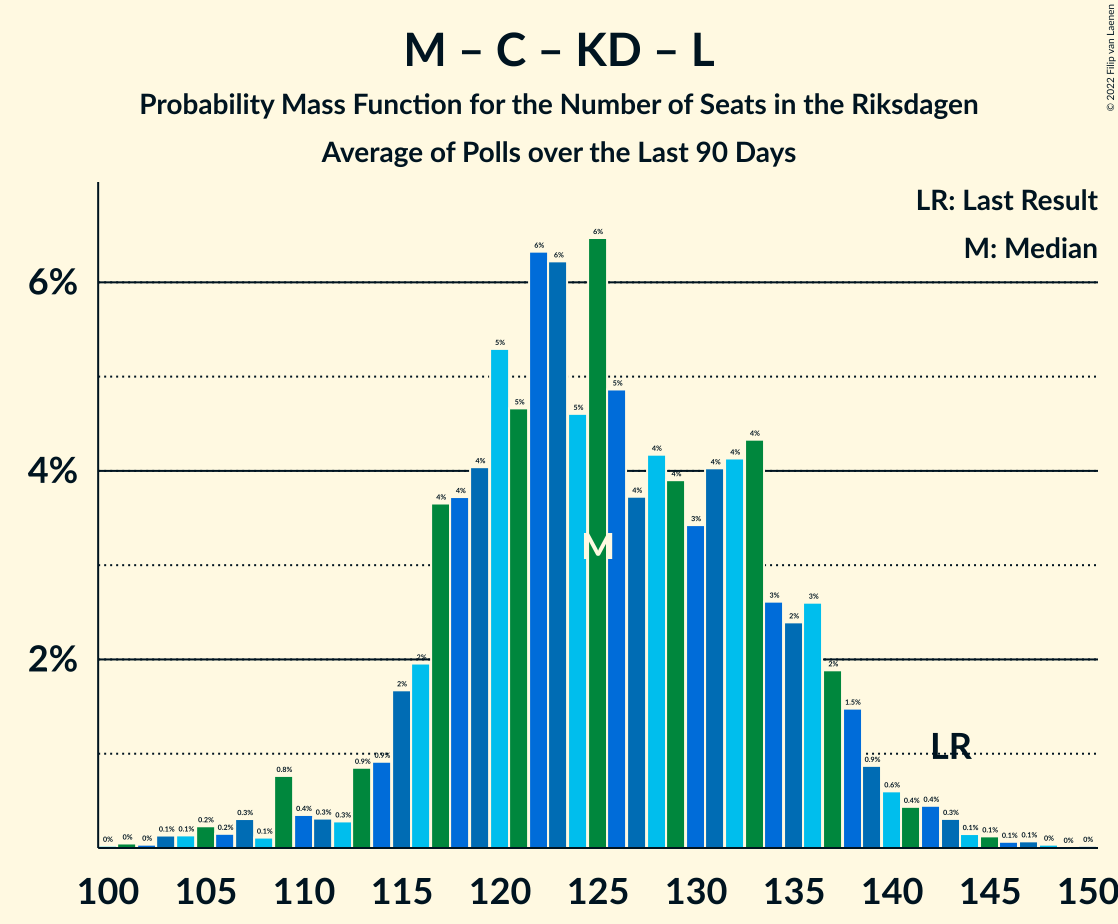 M – C – KD – L
Probability Mass Function for the Number of Seats in the Riksdagen
Average of Polls over the Last 90 Days
© 2022 Filip van Laenen
LR: Last Result
M: Median
6%
4%
2%
0% 0% 0% 0.1% 0.1% 0.2% 0.2% 0.3% 0.1% 0.8% 0.4% 0.3% 0.3% 0.9% 0.9% 2% 2% 4% 4% 4% 5% 5% 6% 6% 5% 6% 5% 4% 4% 4% 3% 4% 4% 4% 3% 2% 3% 2% 1.5% 0.9% 0.6% 0.4% 0.4% 0.3% 0.1% 0.1% 0.1% 0.1% 0% 0% 0%
M
LR
100 105 110 115 120 125 130 135 140 145 150